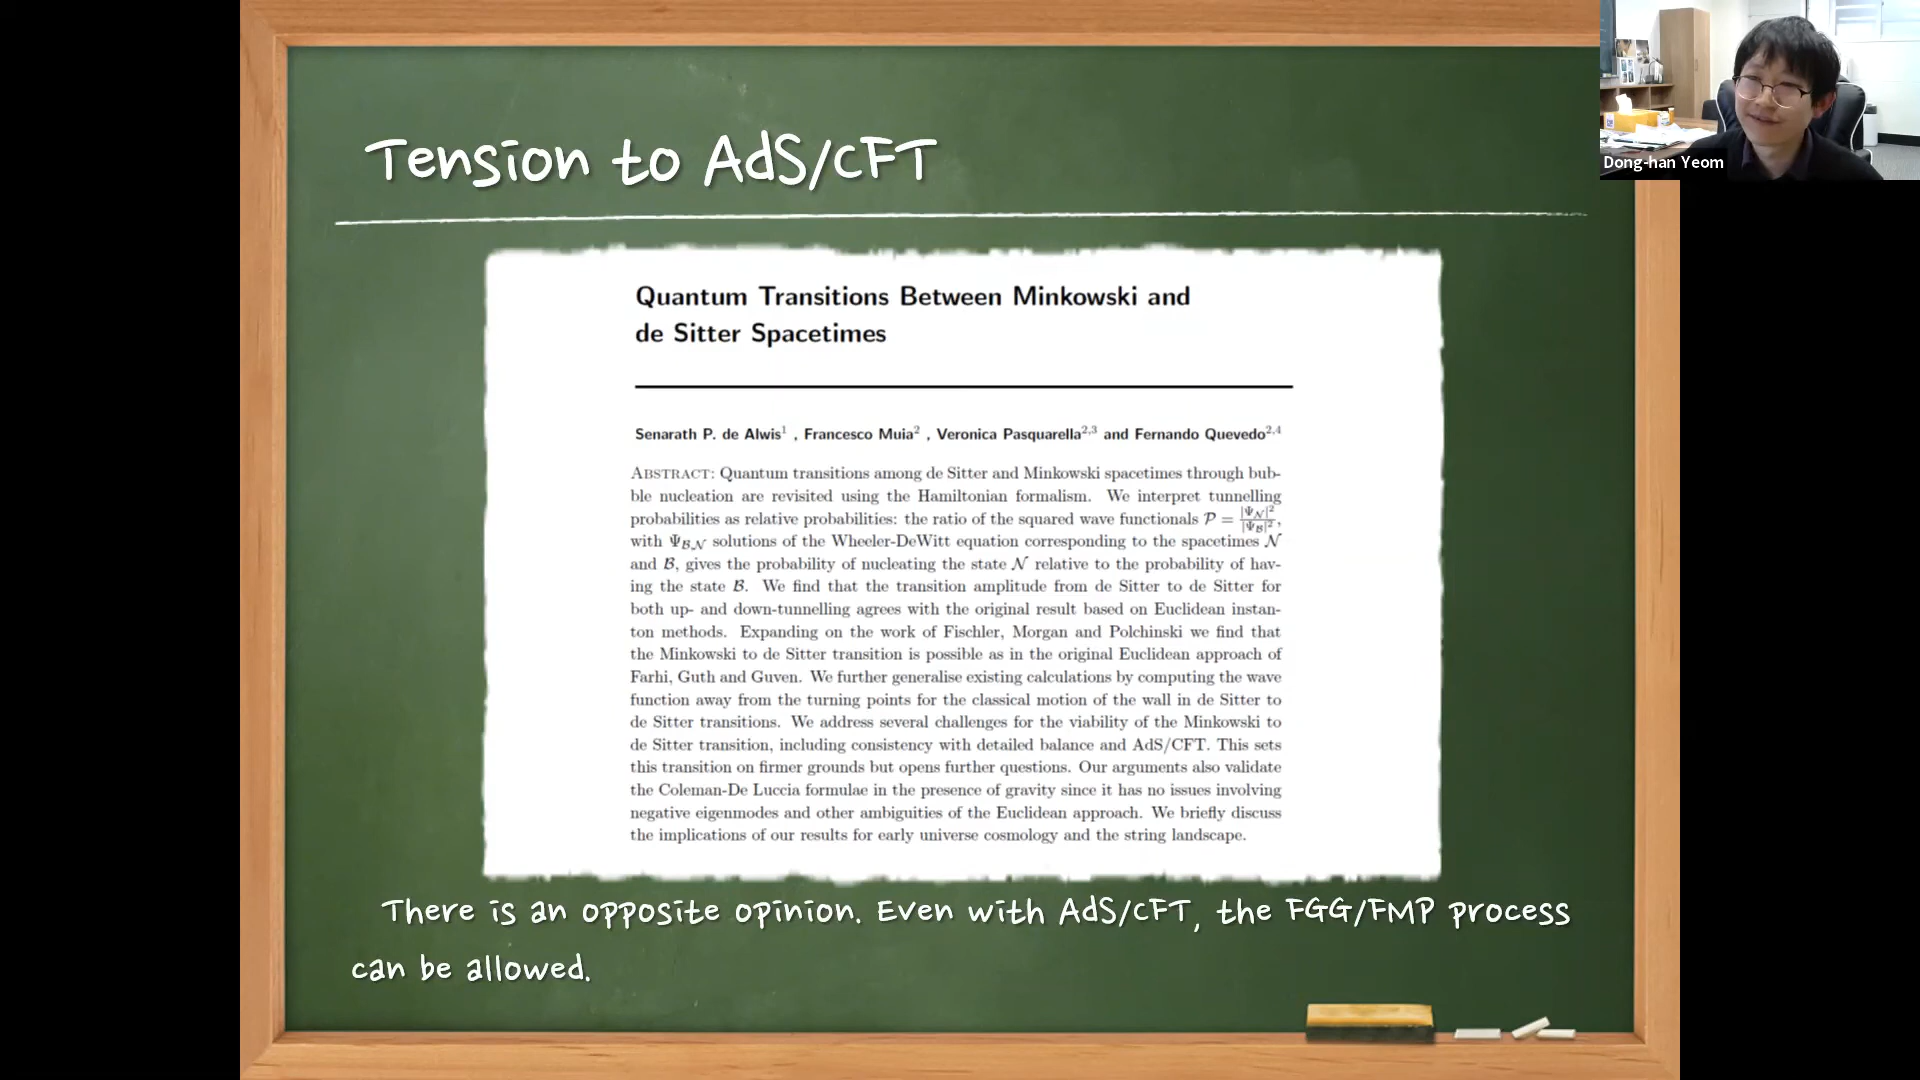 Tension to AdS/CFT
Dong-han Yeom
Quantum Transitions Between Minkowski and
de Sitter Spacetimes
Senarath P. de Alwis¹ , Francesco Muia² , Veronica Pasquarella²,³ and Fernando Quevedo²,⁴
Abstract: Quantum transitions among de Sitter and Minkowski spacetimes through bub-
ble nucleation are revisited using the Hamiltonian formalism. We interpret tunnelling
probabilities as relative probabilities: the ratio of the squared wave functionals 𝒫 = |Ψ_𝒩|²/|Ψ_ℬ|²,
with Ψ_ℬ,𝒩 solutions of the Wheeler-DeWitt equation corresponding to the spacetimes 𝒩
and ℬ, gives the probability of nucleating the state 𝒩 relative to the probability of hav-
ing the state ℬ. We find that the transition amplitude from de Sitter to de Sitter for
both up- and down-tunnelling agrees with the original result based on Euclidean instan-
ton methods. Expanding on the work of Fischler, Morgan and Polchinski we find that
the Minkowski to de Sitter transition is possible as in the original Euclidean approach of
Farhi, Guth and Guven. We further generalise existing calculations by computing the wave
function away from the turning points for the classical motion of the wall in de Sitter to
de Sitter transitions. We address several challenges for the viability of the Minkowski to
de Sitter transition, including consistency with detailed balance and AdS/CFT. This sets
this transition on firmer grounds but opens further questions. Our arguments also validate
the Coleman-De Luccia formulae in the presence of gravity since it has no issues involving
negative eigenmodes and other ambiguities of the Euclidean approach. We briefly discuss
the implications of our results for early universe cosmology and the string landscape.
There is an opposite opinion. Even with AdS/CFT, the FGG/FMP process
can be allowed.